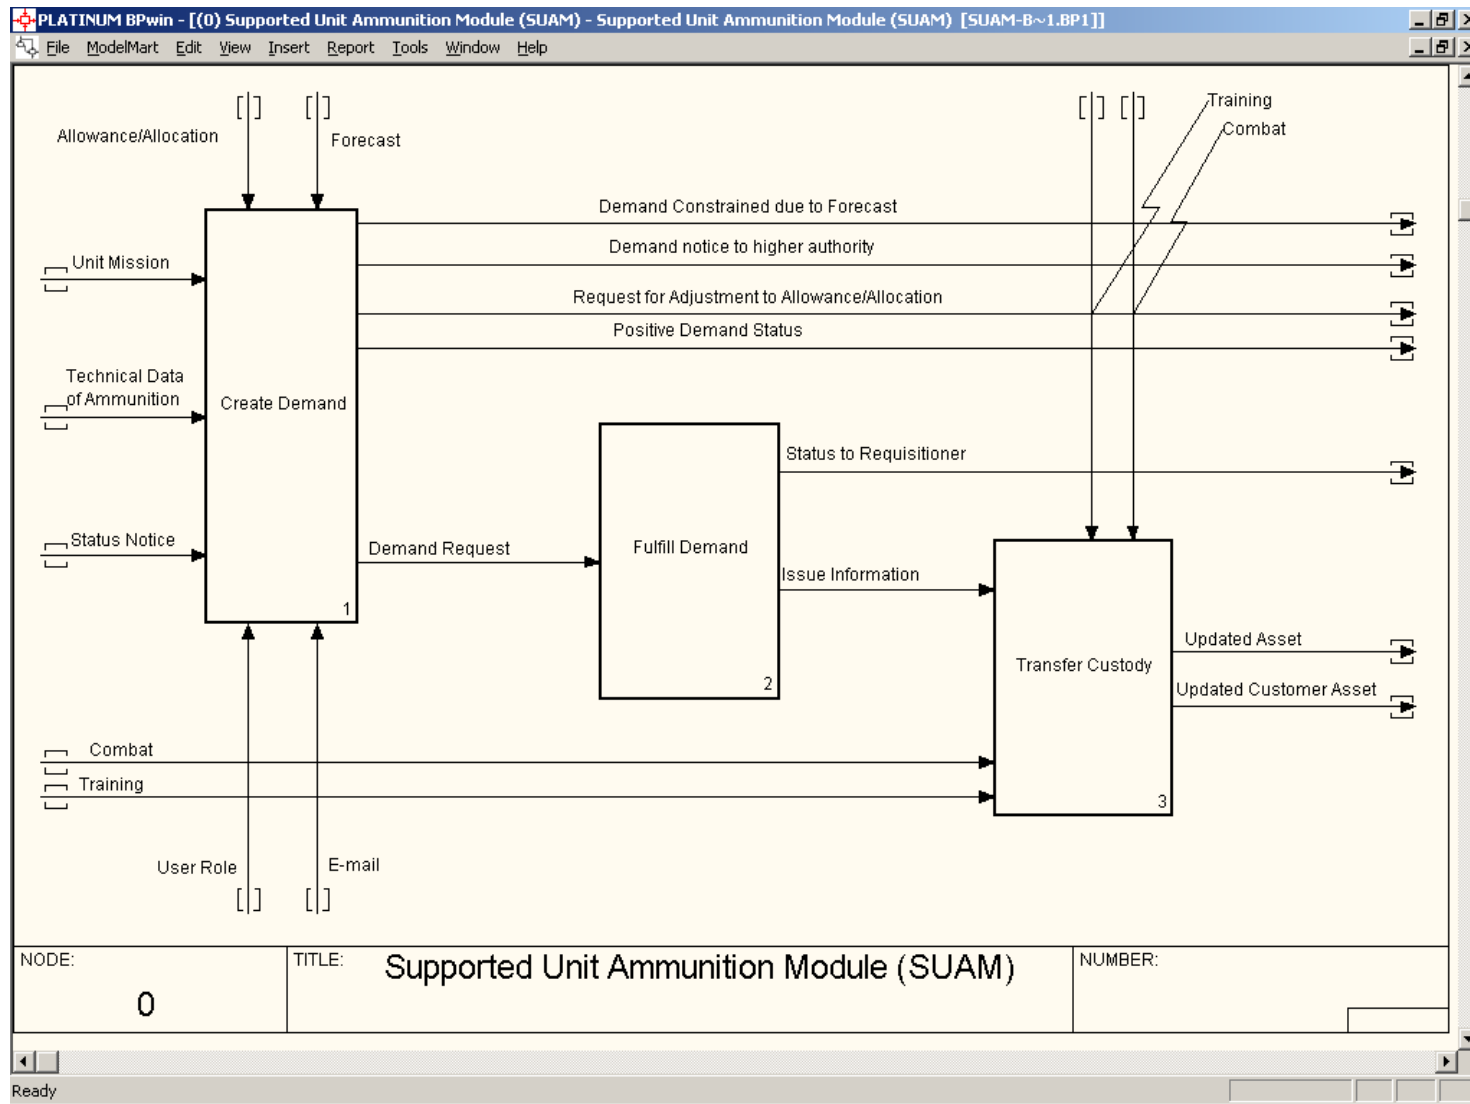 PLATINUM BPwin - [(0) Supported Unit Ammunition Module (SUAM) - Supported Unit Ammunition Module (SUAM) [SUAM-B~1.BP1]]
File ModelMart Edit View Insert Report Tools Window Help
Allowance/Allocation
Forecast
Training
Combat
Demand Constrained due to Forecast
Demand notice to higher authority
Request for Adjustment to Allowance/Allocation
Positive Demand Status
Unit Mission
Technical Data
of Ammunition
Status Notice
Create Demand
1
Demand Request
Fulfill Demand
2
Status to Requisitioner
Issue Information
Transfer Custody
3
Updated Asset
Updated Customer Asset
Combat
Training
User Role
E-mail
NODE:
0
TITLE:
Supported Unit Ammunition Module (SUAM)
NUMBER:
Ready